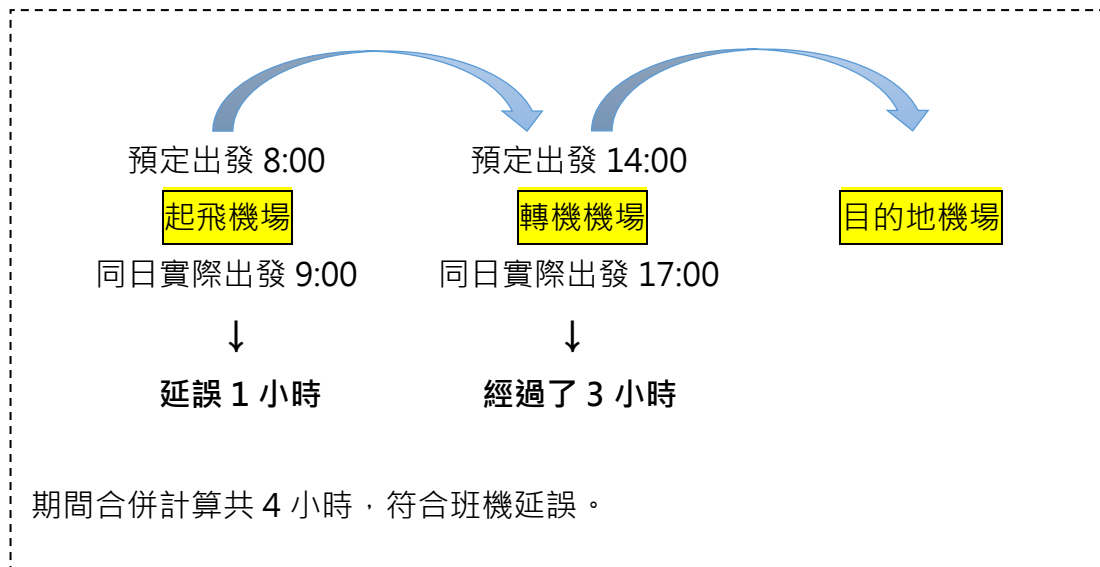 預定出發 8:00 預定出發 14:00
起飛機場 轉機機場 目的地機場
同日實際出發 9:00 同日實際出發 17:00
↓ ↓
延誤 1 小時 經過了 3 小時
期間合併計算共 4 小時，符合班機延誤。